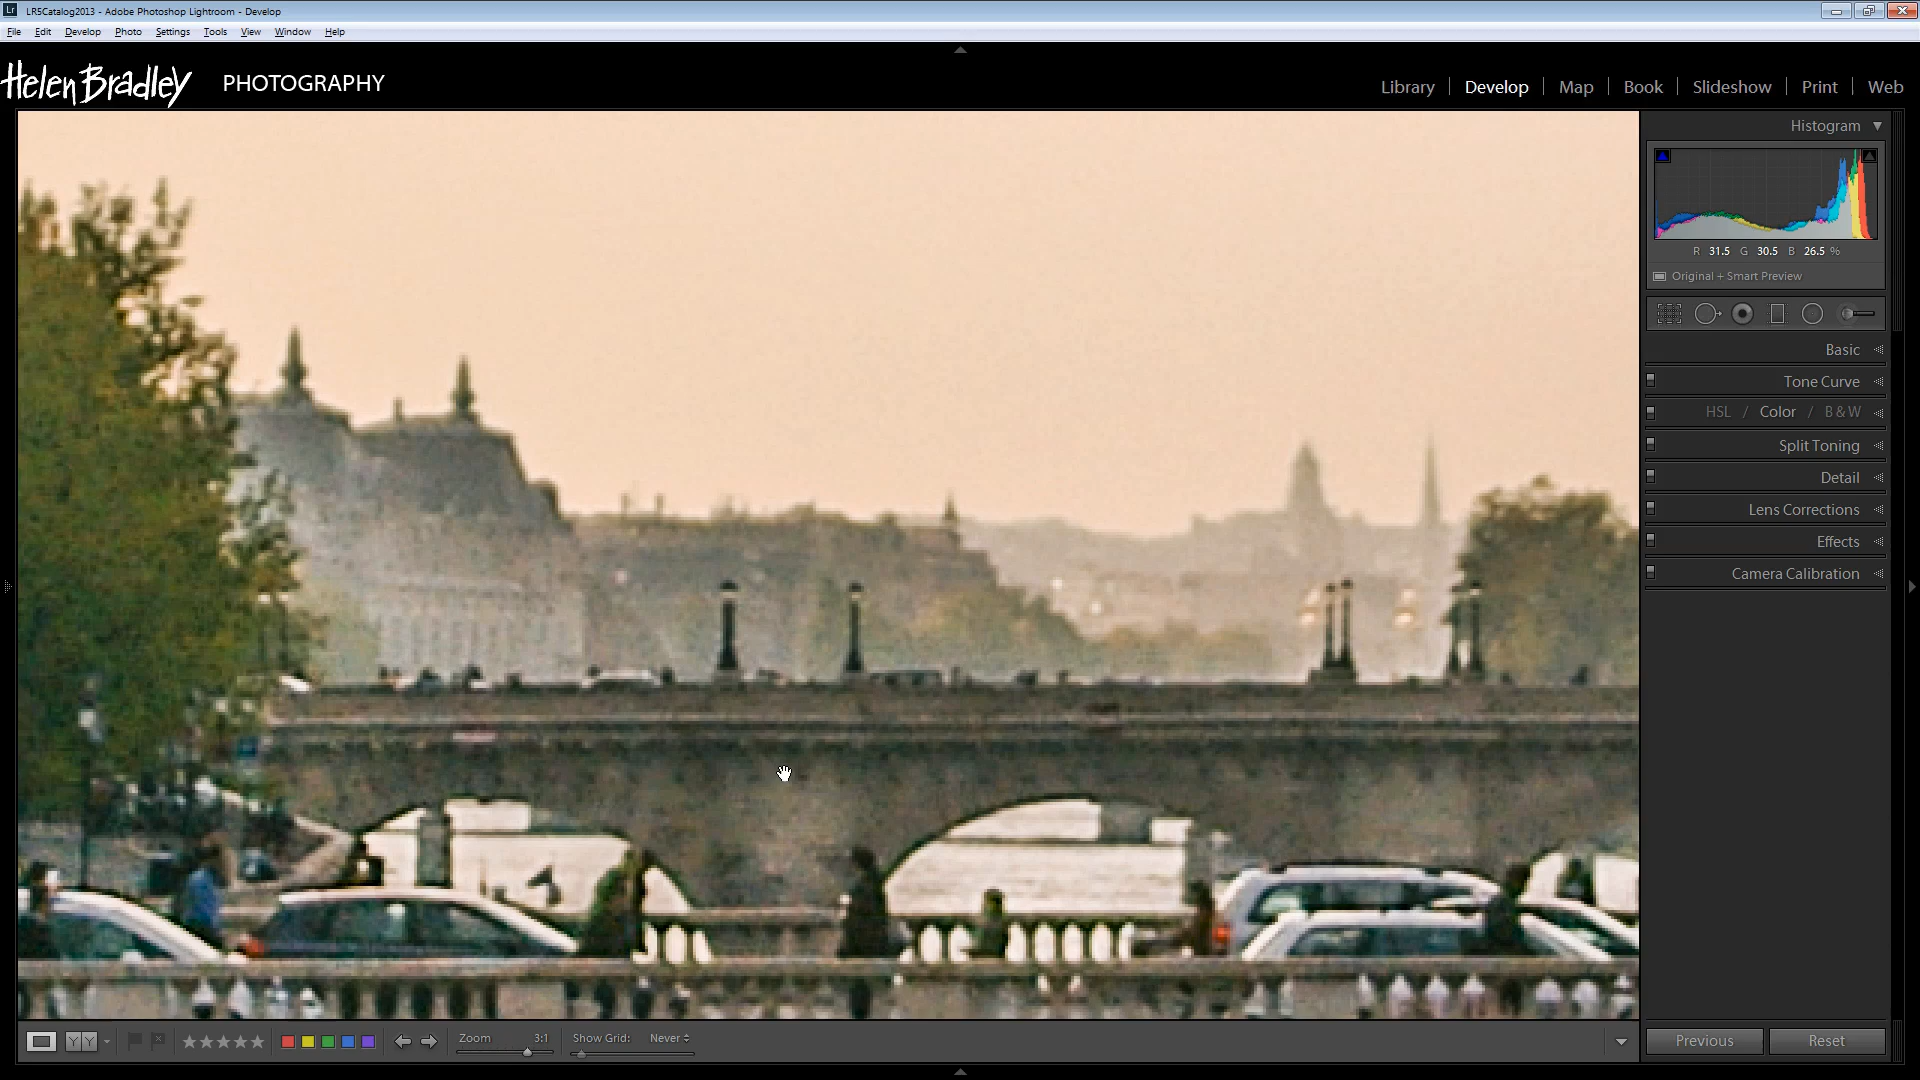 Lr LR5Catalog2013 - Adobe Photoshop Lightroom - Develop
File Edit Develop Photo Settings Tools View Window Help
Helen Bradley PHOTOGRAPHY
Library | Develop | Map | Book | Slideshow | Print | Web
Histogram
R 31.5 G 30.5 B 26.5 %
Original + Smart Preview
Basic
Tone Curve
HSL / Color / B & W
Split Toning
Detail
Lens Corrections
Effects
Camera Calibration
Y Y Zoom 3:1 Show Grid: Never
Previous Reset